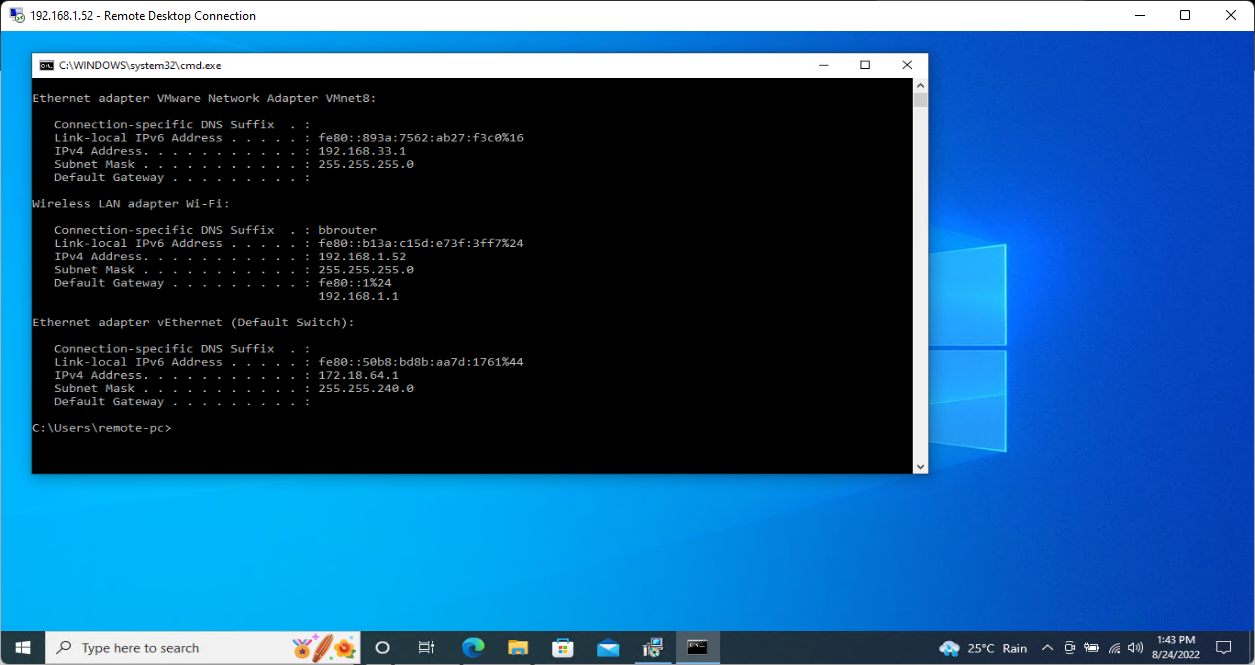 192.168.1.52 - Remote Desktop Connection
C:\WINDOWS\system32\cmd.exe
Ethernet adapter VMware Network Adapter VMnet8:
Connection-specific DNS Suffix  . :
Link-local IPv6 Address . . . . . : fe80::893a:7562:ab27:f3c0%16
IPv4 Address. . . . . . . . . . . : 192.168.33.1
Subnet Mask . . . . . . . . . . . : 255.255.255.0
Default Gateway . . . . . . . . . :
Wireless LAN adapter Wi-Fi:
Connection-specific DNS Suffix  . : bbrouter
Link-local IPv6 Address . . . . . : fe80::b13a:c15d:e73f:3ff7%24
IPv4 Address. . . . . . . . . . . : 192.168.1.52
Subnet Mask . . . . . . . . . . . : 255.255.255.0
Default Gateway . . . . . . . . . : fe80::1%24
192.168.1.1
Ethernet adapter vEthernet (Default Switch):
Connection-specific DNS Suffix  . :
Link-local IPv6 Address . . . . . : fe80::50b8:bd8b:aa7d:1761%44
IPv4 Address. . . . . . . . . . . : 172.18.64.1
Subnet Mask . . . . . . . . . . . : 255.255.240.0
Default Gateway . . . . . . . . . :
C:\Users\remote-pc>
Type here to search
25°C Rain
1:43 PM
8/24/2022